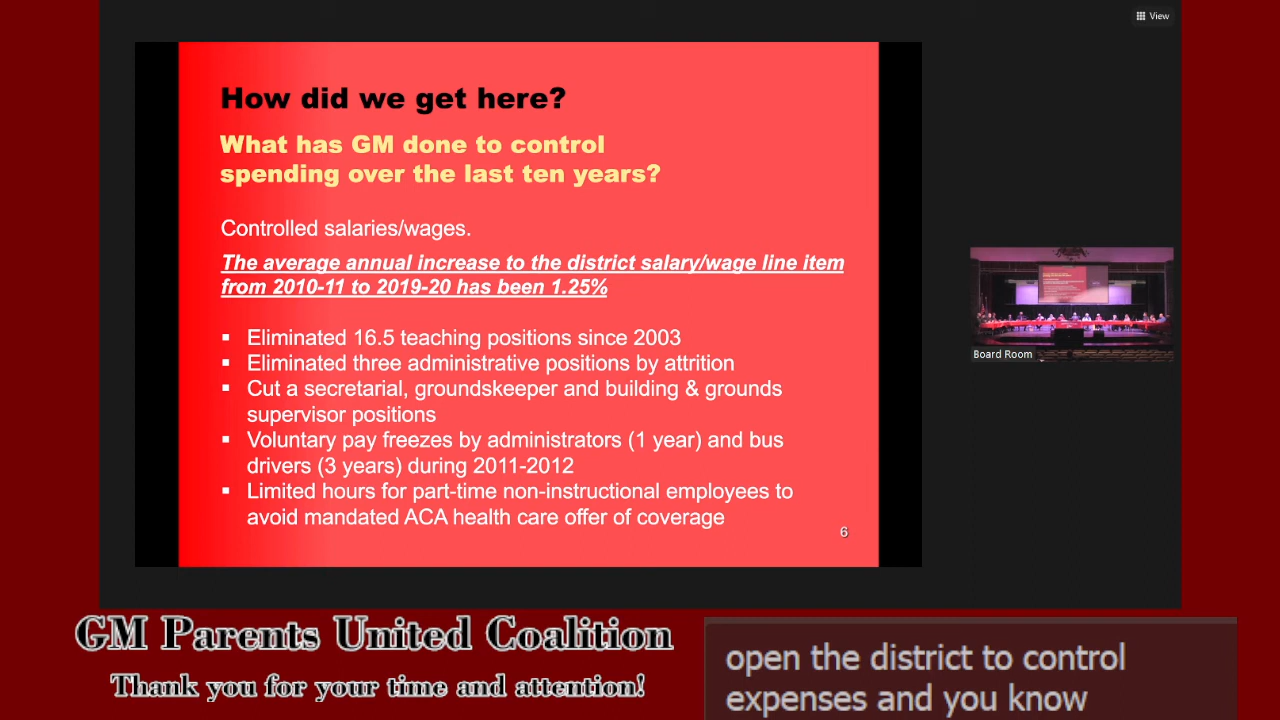 View
How did we get here?
What has GM done to control
spending over the last ten years?
Controlled salaries/wages.
The average annual increase to the district salary/wage line item
from 2010-11 to 2019-20 has been 1.25%
▪ Eliminated 16.5 teaching positions since 2003
▪ Eliminated three administrative positions by attrition
▪ Cut a secretarial, groundskeeper and building & grounds
supervisor positions
▪ Voluntary pay freezes by administrators (1 year) and bus
drivers (3 years) during 2011-2012
▪ Limited hours for part-time non-instructional employees to
avoid mandated ACA health care offer of coverage
6
Board Room
GM Parents United Coalition
Thank you for your time and attention!
open the district to control
expenses and you know